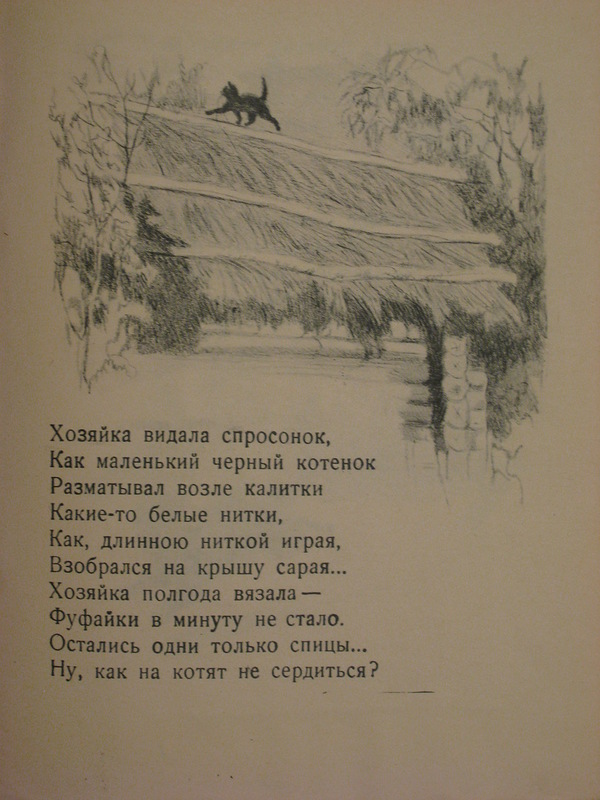 Хозяйка видала спросонок,
Как маленький черный котенок
Разматывал возле калитки
Какие-то белые нитки,
Как, длинною ниткой играя,
Взобрался на крышу сарая...
Хозяйка полгода вязала —
Фуфайки в минуту не стало.
Остались одни только спицы...
Ну, как на котят не сердиться?